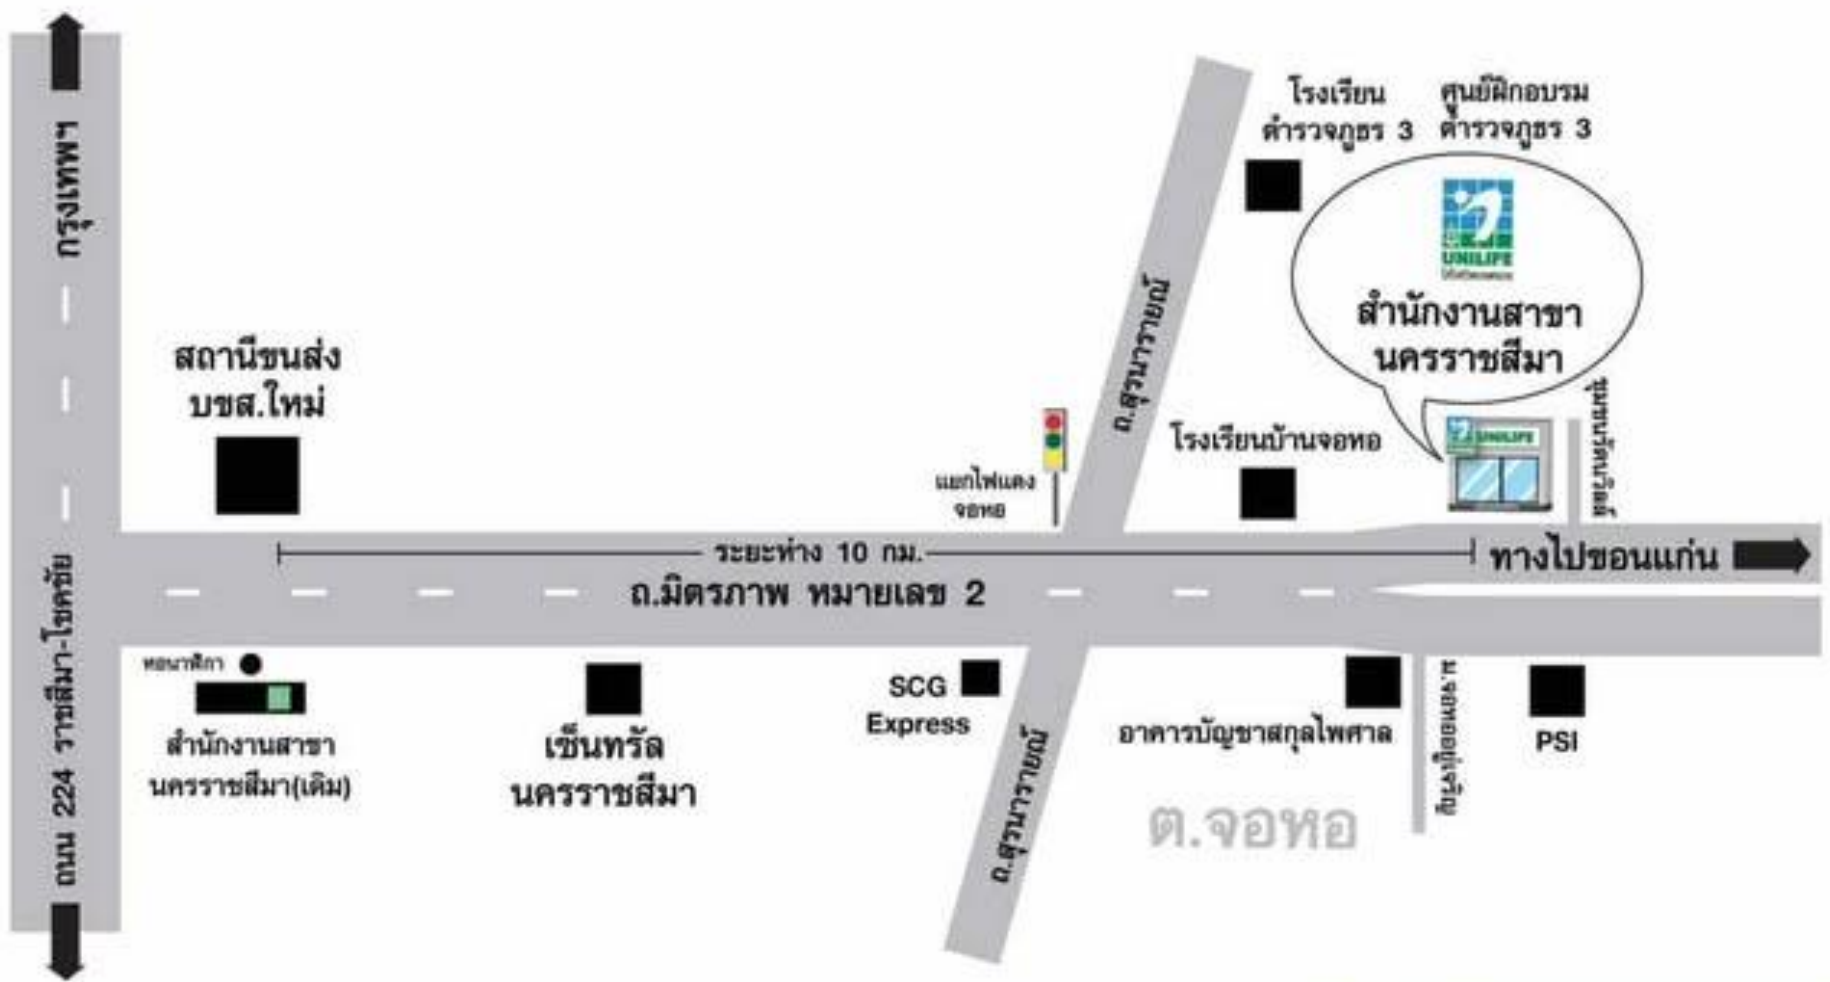 กรุงเทพฯ
ถนน 224 ราชสีมา-โชคชัย
สถานีขนส่ง
บขส.ใหม่
โรงเรียน
ตำรวจภูธร 3
ศูนย์ฝึกอบรม
ตำรวจภูธร 3
UNILIFE
สำนักงานสาขา
นครราชสีมา
ถ.สุรนารายณ์
แยกไฟแดง
จอหอ
โรงเรียนบ้านจอหอ
UNILIFE
ระยะห่าง 10 กม.
ทางไปขอนแก่น
ถ.มิตรภาพ หมายเลข 2
หอนาฬิกา
สำนักงานสาขา
นครราชสีมา(เดิม)
เซ็นทรัล
นครราชสีมา
SCG
Express
ถ.สุรนารายณ์
อาคารบัญชาสกุลไพศาล
PSI
ต.จอหอ